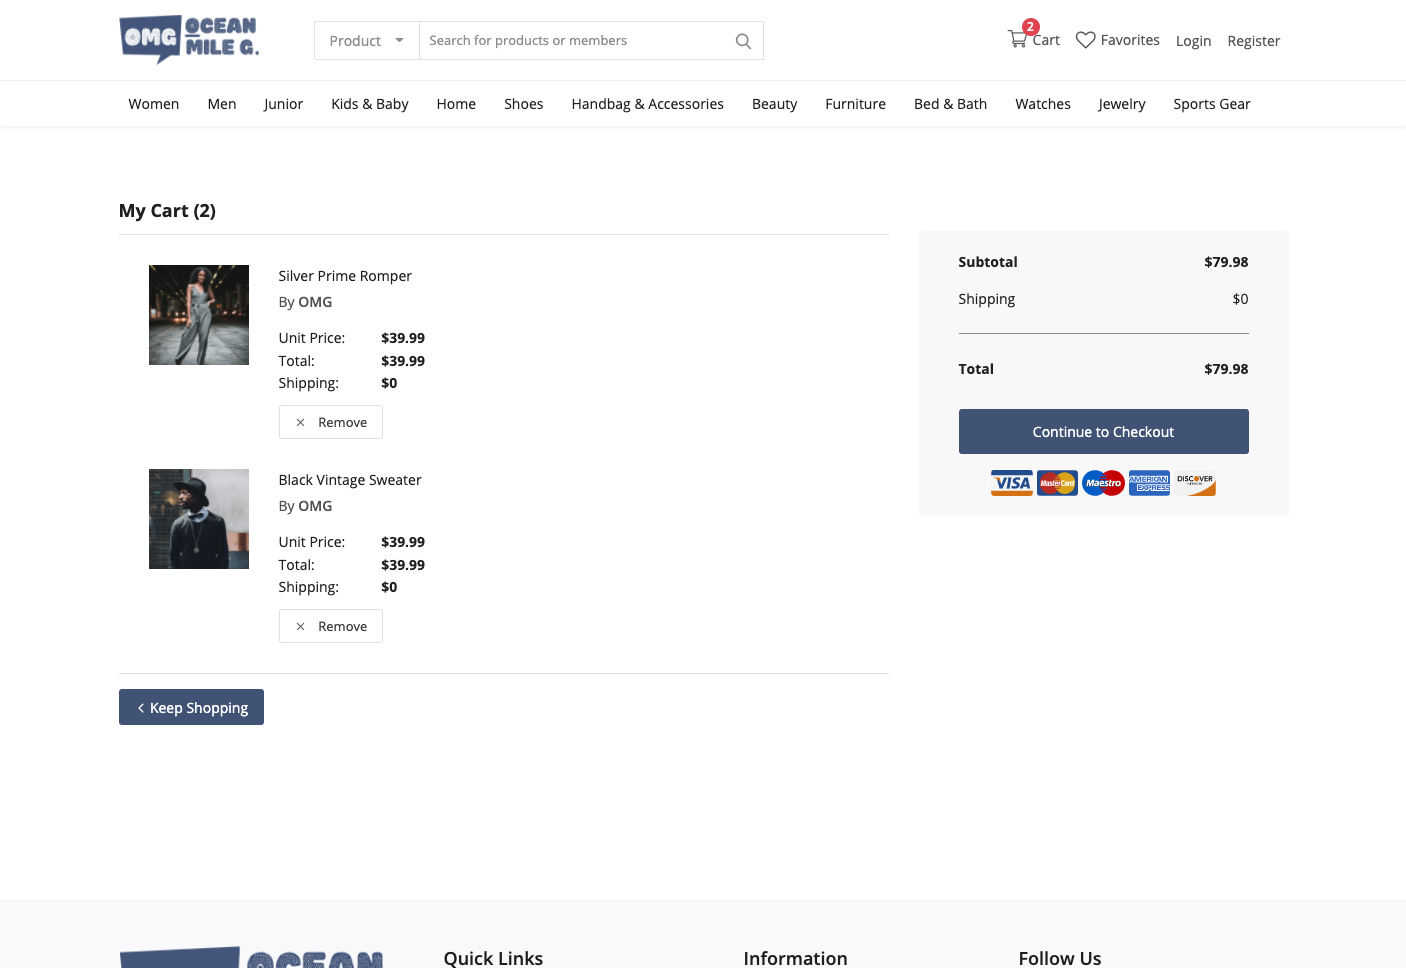 OMG OCEAN MILE G.
Product
Search for products or members
2
Cart
Favorites
Login
Register
Women
Men
Junior
Kids & Baby
Home
Shoes
Handbag & Accessories
Beauty
Furniture
Bed & Bath
Watches
Jewelry
Sports Gear
My Cart (2)
Silver Prime Romper
By OMG
Unit Price: $39.99
Total: $39.99
Shipping: $0
Remove
Black Vintage Sweater
By OMG
Unit Price: $39.99
Total: $39.99
Shipping: $0
Remove
Keep Shopping
Subtotal $79.98
Shipping $0
Total $79.98
Continue to Checkout
VISA
MasterCard
Maestro
AMERICAN EXPRESS
DISCOVER
OCEAN
Quick Links
Information
Follow Us